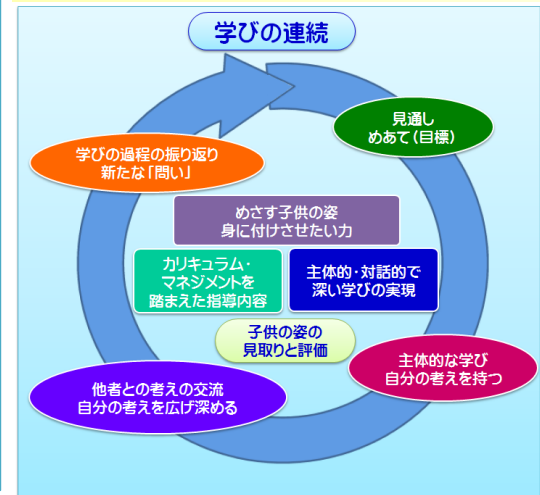 学びの連続
見通し
めあて(目標)
学びの過程の振り返り
新たな「問い」
めざす子供の姿
身に付けさせたい力
カリキュラム・
マネジメントを
踏まえた指導内容
主体的・対話的で
深い学びの実現
子供の姿の
見取りと評価
主体的な学び
自分の考えを持つ
他者との考えの交流
自分の考えを広げ深める